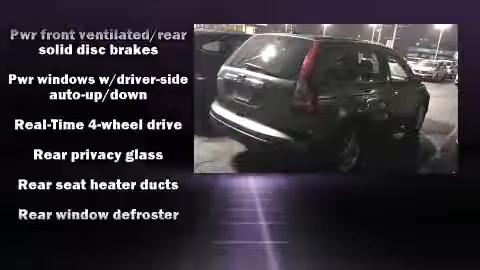 Pwr front ventilated/rear
solid disc brakes
Pwr windows w/driver-side
auto-up/down
Real-Time 4-wheel drive
Rear privacy glass
Rear seat heater ducts
Rear window defroster